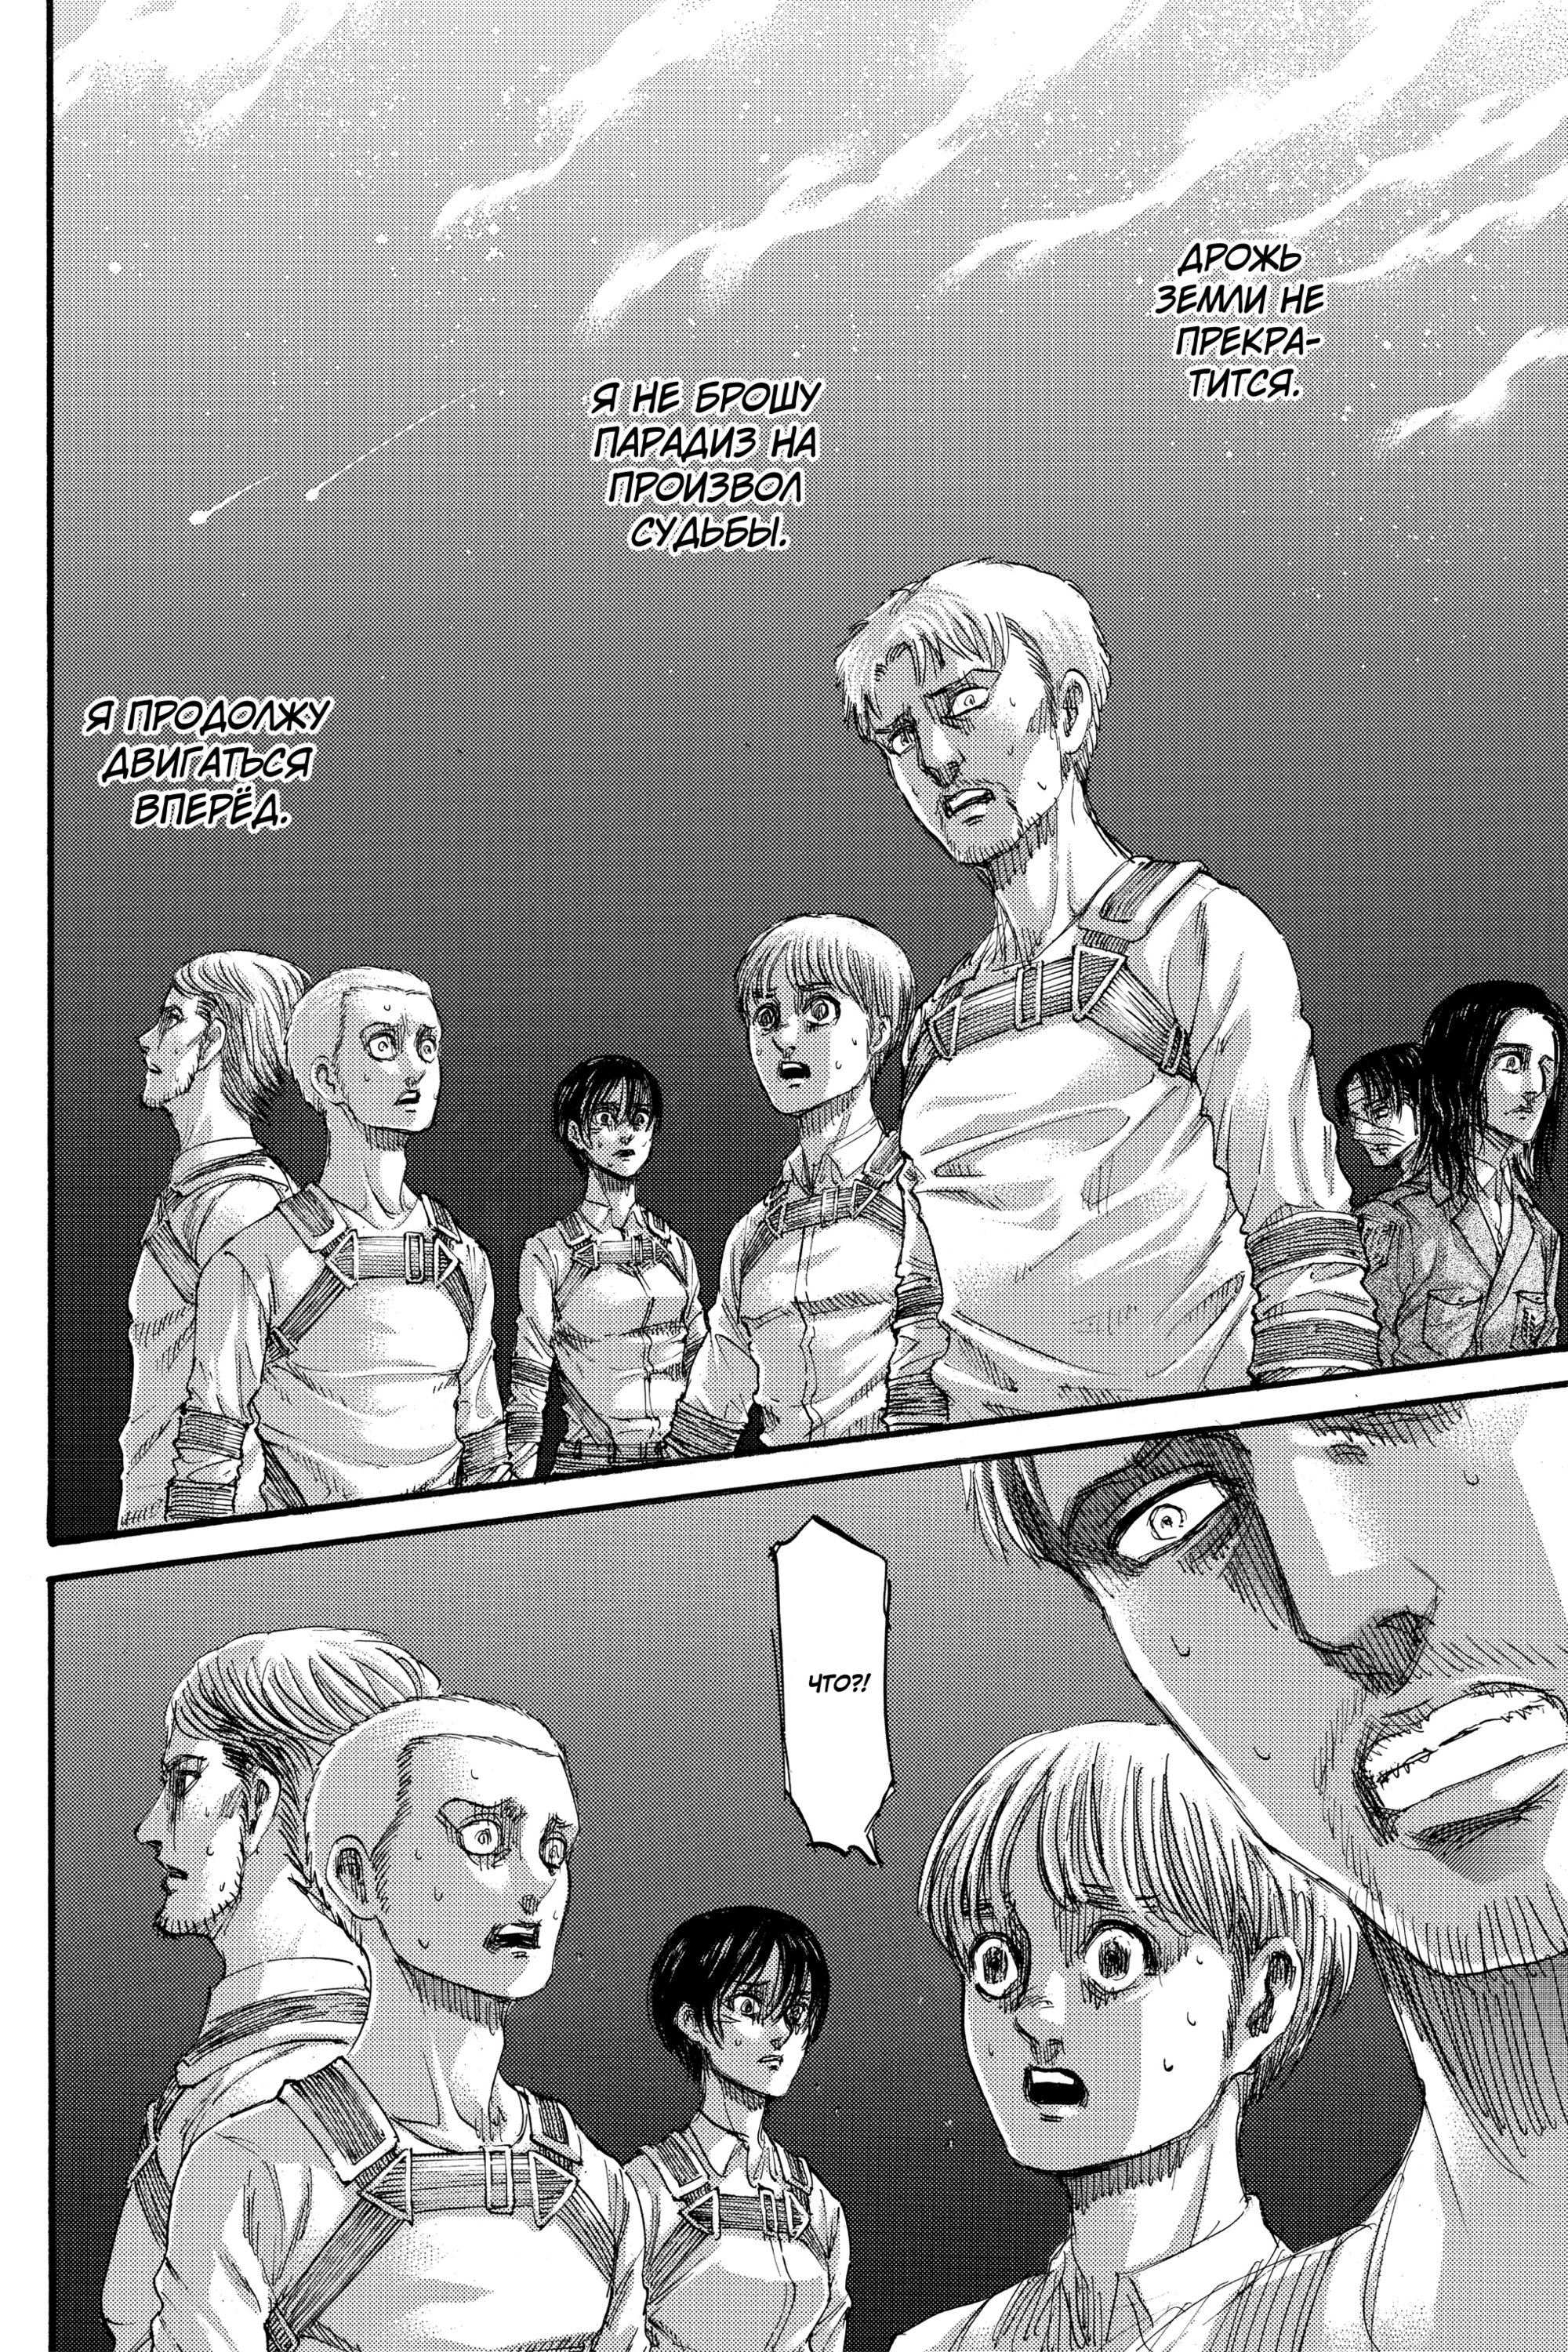 ДРОЖЬ
ЗЕМЛИ НЕ
ПРЕКРА-
ТИТСЯ.
Я НЕ БРОШУ
ПАРАДИЗ НА
ПРОИЗВОЛ
СУДЬБЫ.
Я ПРОДОЛЖУ
ДВИГАТЬСЯ
ВПЕРЁД.
ЧТО?!